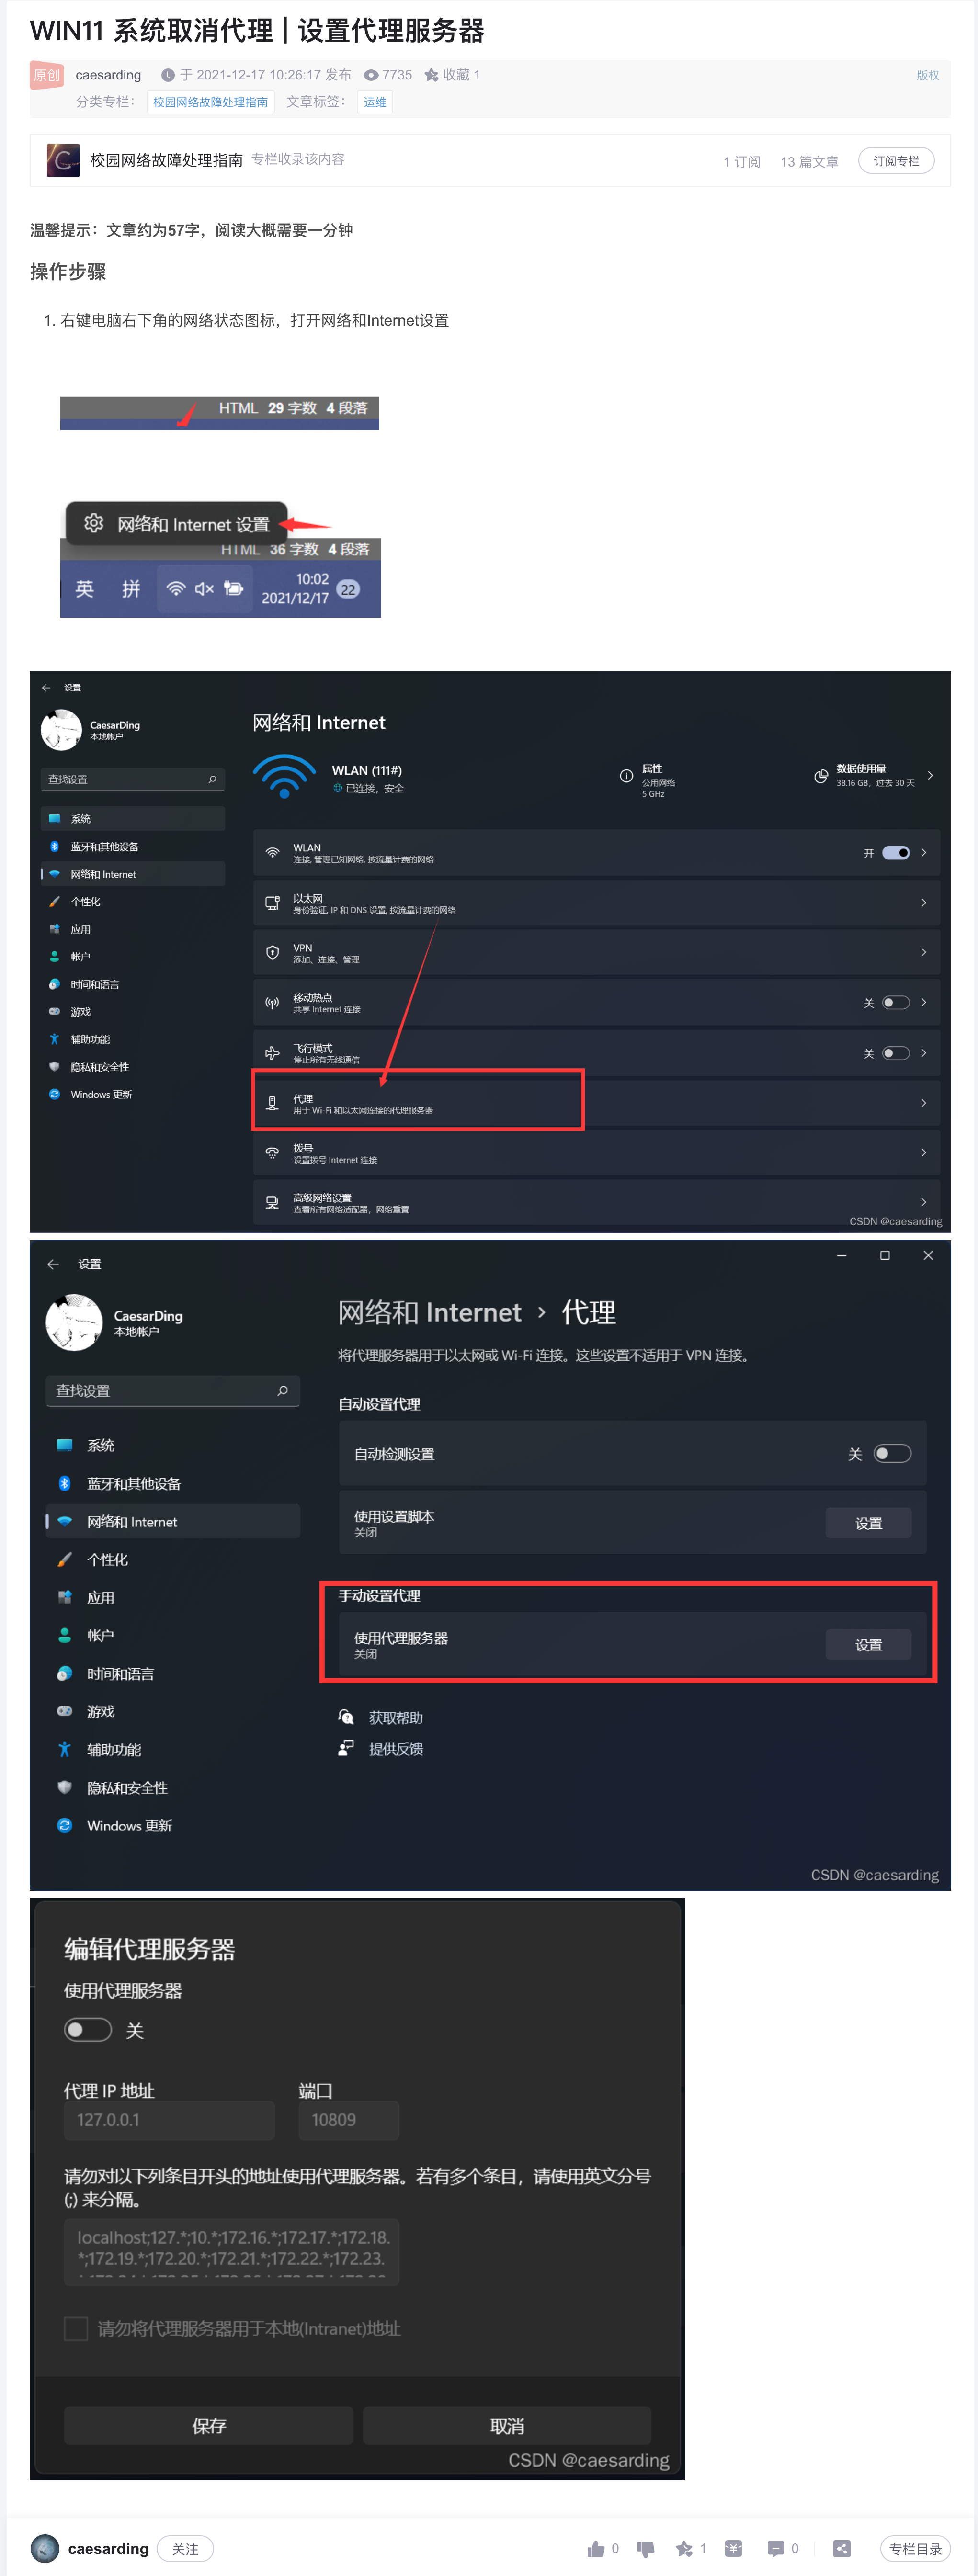 WIN11 系统取消代理 | 设置代理服务器
原创 caesarding 于 2021-12-17 10:26:17 发布 7735 收藏 1 版权
分类专栏： 校园网络故障处理指南 文章标签： 运维
校园网络故障处理指南 专栏收录该内容 1 订阅 13 篇文章 订阅专栏
温馨提示：文章约为57字，阅读大概需要一分钟
操作步骤
1. 右键电脑右下角的网络状态图标，打开网络和Internet设置
HTML 29 字数 4 段落
网络和 Internet 设置
HTML 36 字数 4 段落
英 拼 10:02 22
2021/12/17
设置
CaesarDing
本地帐户
查找设置
系统
蓝牙和其他设备
网络和 Internet
个性化
应用
帐户
时间和语言
游戏
辅助功能
隐私和安全性
Windows 更新
网络和 Internet
WLAN (111#)
已连接，安全
属性
公用网络
5 GHz
数据使用量
38.16 GB，过去 30 天
WLAN
连接, 管理已知网络, 按流量计费的网络
开
以太网
身份验证, IP 和 DNS 设置, 按流量计费的网络
VPN
添加、连接、管理
移动热点
共享 Internet 连接
关
飞行模式
停止所有无线通信
关
代理
用于 Wi-Fi 和以太网连接的代理服务器
拨号
设置拨号 Internet 连接
高级网络设置
查看所有网络适配器，网络重置
CSDN @caesarding
设置
CaesarDing
本地帐户
查找设置
系统
蓝牙和其他设备
网络和 Internet
个性化
应用
帐户
时间和语言
游戏
辅助功能
隐私和安全性
Windows 更新
网络和 Internet › 代理
将代理服务器用于以太网或 Wi-Fi 连接。这些设置不适用于 VPN 连接。
自动设置代理
自动检测设置
关
使用设置脚本
关闭
设置
手动设置代理
使用代理服务器
关闭
设置
获取帮助
提供反馈
CSDN @caesarding
编辑代理服务器
使用代理服务器
关
代理 IP 地址 端口
127.0.0.1 10809
请勿对以下列条目开头的地址使用代理服务器。若有多个条目，请使用英文分号
(;) 来分隔。
localhost;127.*;10.*;172.16.*;172.17.*;172.18.
*;172.19.*;172.20.*;172.21.*;172.22.*;172.23.
请勿将代理服务器用于本地(Intranet)地址
保存 取消
CSDN @caesarding
caesarding 关注 0 1 0 专栏目录